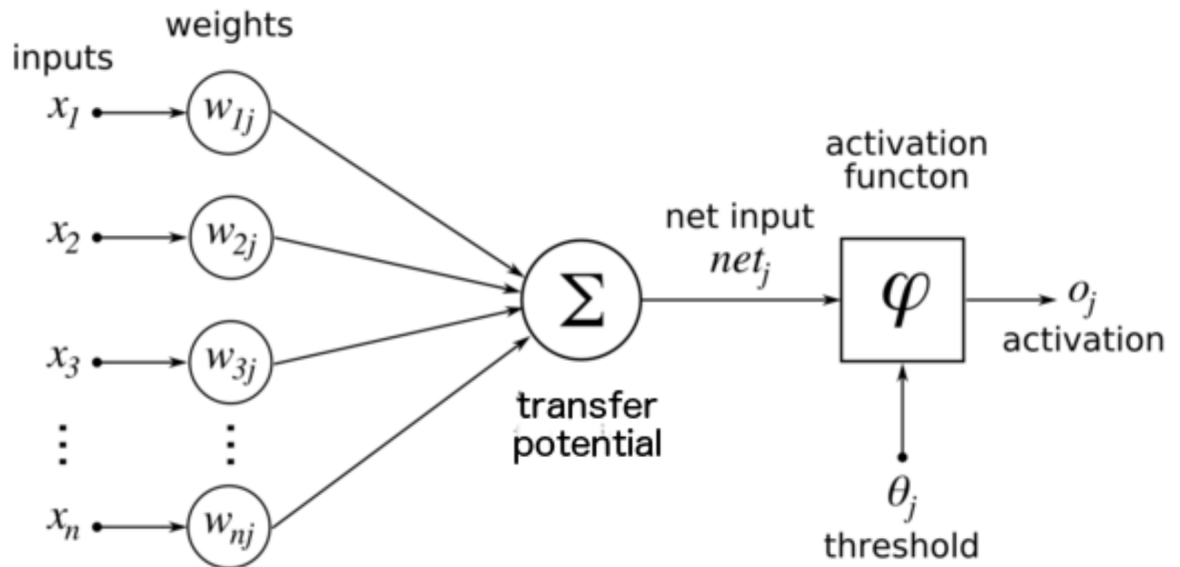 weights
inputs
x1
w1j
x2
w2j
x3
w3j
⋮ ⋮
xn
wnj
Σ
transfer
potential
net input
netj
activation
functon
φ
oj
activation
θj
threshold